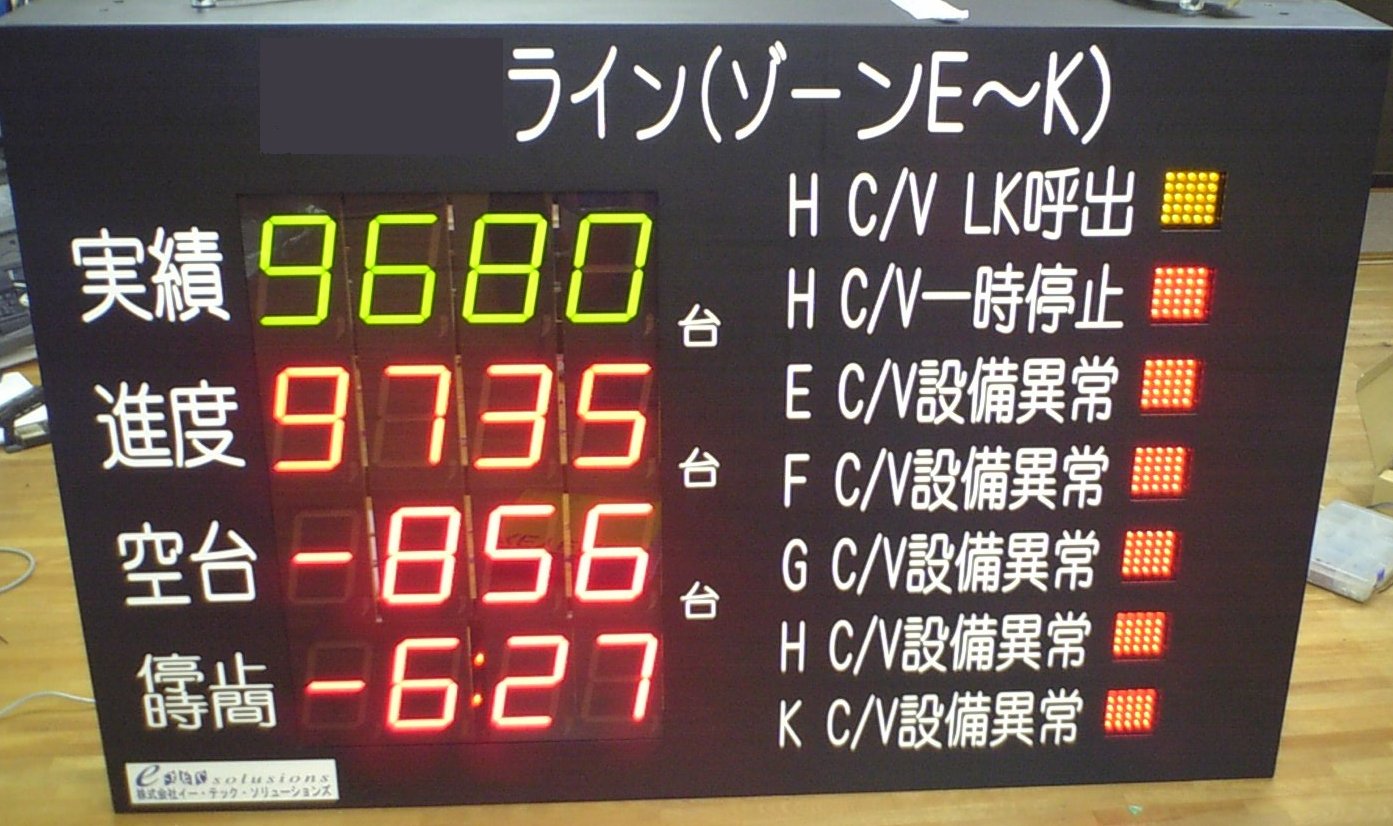 ライン(ゾーンE～K)
実績 9680 台
進度 9735 台
空台 -856 台
停止時間 -6:27
H C/V LK呼出
H C/V一時停止
E C/V設備異常
F C/V設備異常
G C/V設備異常
H C/V設備異常
K C/V設備異常
solusions
株式会社イー・テック・ソリューションズ